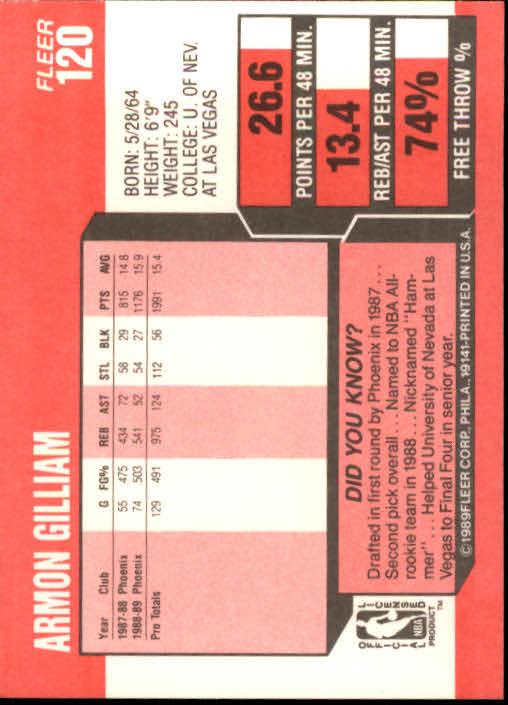 FLEER
120
ARMON GILLIAM
BORN: 5/28/64
HEIGHT: 6'9"
WEIGHT: 245
COLLEGE: U. OF NEV.
AT LAS VEGAS
26.6
POINTS PER 48 MIN.
13.4
REB/AST PER 48 MIN.
74%
FREE THROW %
Year Club G FG% REB AST STL BLK PTS AVG
1987-88 Phoenix 55 475 434 72 58 29 815 14.8
1988-89 Phoenix 74 503 541 52 54 27 1176 15.9
Pro Totals 129 491 975 124 112 56 1991 15.4
DID YOU KNOW?
Drafted in first round by Phoenix in 1987 . . .
Second pick overall . . . Named to NBA All-
rookie team in 1988 . . . Nicknamed "Ham-
mer" . . . Helped University of Nevada at Las
Vegas to Final Four in senior year.
OFFICIAL LICENSED
NBA
PRODUCT™
©1989 FLEER CORP., PHILA., 19141-PRINTED IN U.S.A.